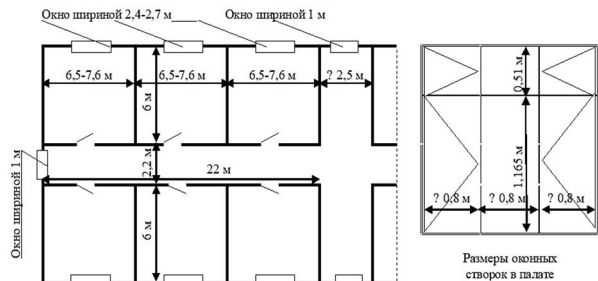 Окно шириной 2,4-2,7 м
Окно шириной 1 м
6,5-7,6 м
6,5-7,6 м
6,5-7,6 м
? 2,5 м
6 м
0,51 м
Окно шириной 1 м
2,2 м
22 м
1,165 м
6 м
? 0,8 м
? 0,8 м
? 0,8 м
Размеры оконных
створок в палате